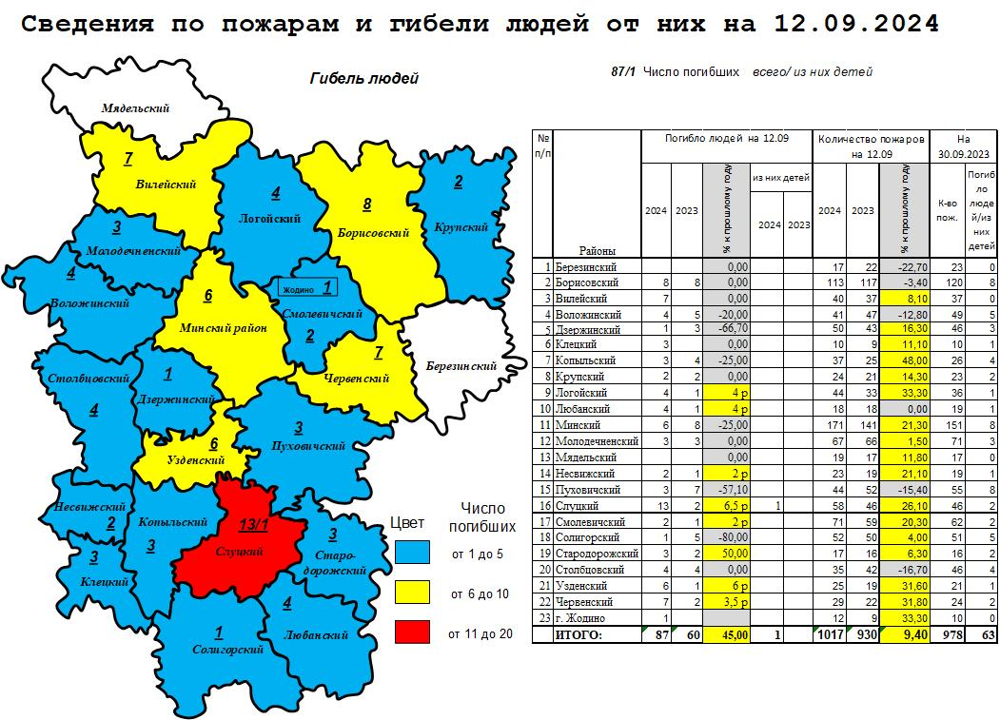 Сведения по пожарам и гибели людей от них на 12.09.2024
Гибель людей
87/1 Число погибших всего/ из них детей
Мядельский
7
Вилейский
4
Логойский
8
Борисовский
2
Крупский
3
Молодечненский
4
Воложинский
6
Минский район
Жодино 1
Смолевичский
2
7
Червенский
Березинский
Столбцовский
4
1
Дзержинский
6
Узденский
3
Пуховичский
Несвижский
2
Копыльский
3
13/1
Слуцкий
3
Старо-
дорожский
3
Клецкий
4
Любанский
1
Солигорский
Цвет
Число
погибших
от 1 до 5
от 6 до 10
от 11 до 20
№ п/п
Районы
Погибло людей на 12.09
2024
2023
% к прошлому году
из них детей
2024
2023
Количество пожаров на 12.09
2024
2023
% к прошлому году
На 30.09.2023
К-во пож.
Погиб ло люде й/из них детей
1 Березинский 0,00 17 22 -22,70 23 0
2 Борисовский 8 8 0,00 113 117 -3,40 120 8
3 Вилейский 7 0,00 40 37 8,10 37 0
4 Воложинский 4 5 -20,00 41 47 -12,80 49 5
5 Дзержинский 1 3 -66,70 50 43 16,30 46 3
6 Клецкий 3 0,00 10 9 11,10 10 1
7 Копыльский 3 4 -25,00 37 25 48,00 26 4
8 Крупский 2 2 0,00 24 21 14,30 23 2
9 Логойский 4 1 4 р 44 33 33,30 36 1
10 Любанский 4 1 4 р 18 18 0,00 19 1
11 Минский 6 8 -25,00 171 141 21,30 151 8
12 Молодечненский 3 3 0,00 67 66 1,50 71 3
13 Мядельский 0,00 19 17 11,80 17 0
14 Несвижский 2 1 2 р 23 19 21,10 19 1
15 Пуховичский 3 7 -57,10 44 52 -15,40 55 8
16 Слуцкий 13 2 6,5 р 1 58 46 26,10 46 2
17 Смолевичский 2 1 2 р 71 59 20,30 62 2
18 Солигорский 1 5 -80,00 52 50 4,00 51 5
19 Стародорожский 3 2 50,00 17 16 6,30 16 2
20 Столбцовский 4 4 0,00 35 42 -16,70 46 4
21 Узденский 6 1 6 р 25 19 31,60 21 1
22 Червенский 7 2 3,5 р 29 22 31,80 24 2
23 г. Жодино 1 12 9 33,30 10 0
ИТОГО: 87 60 45,00 1 1017 930 9,40 978 63